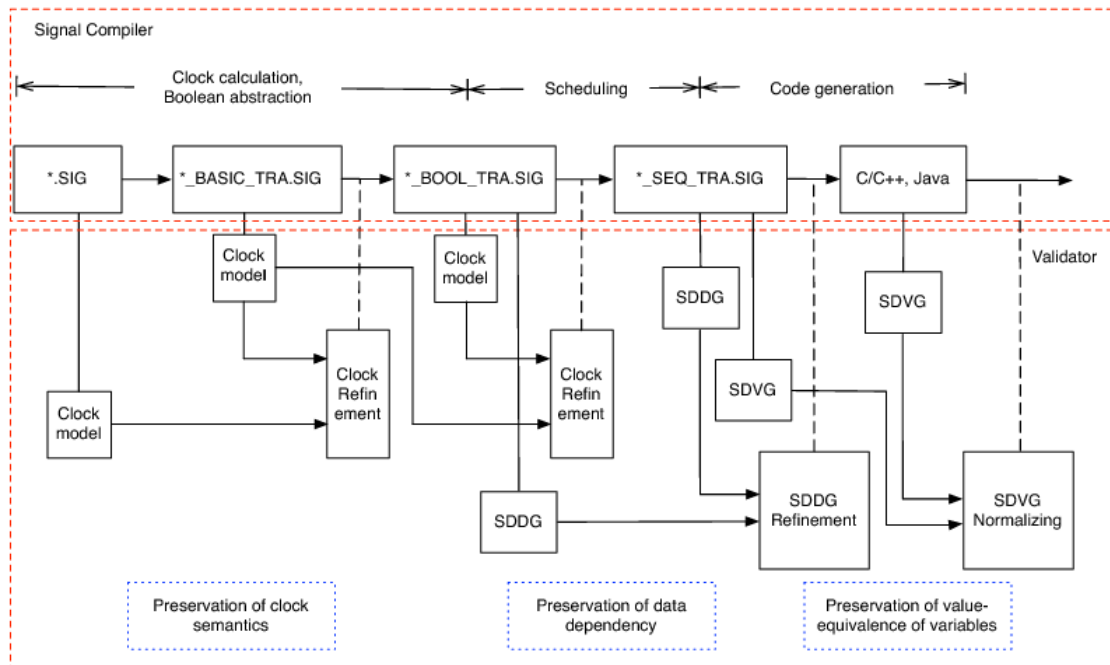 Signal Compiler
Clock calculation,
Boolean abstraction
Scheduling
Code generation
*.SIG
*_BASIC_TRA.SIG
*_BOOL_TRA.SIG
*_SEQ_TRA.SIG
C/C++, Java
Validator
Clock
model
Clock
model
SDDG
SDVG
Clock
Refin
ement
Clock
Refin
ement
SDVG
Clock
model
SDDG
SDDG
Refinement
SDVG
Normalizing
Preservation of clock
semantics
Preservation of data
dependency
Preservation of value-
equivalence of variables